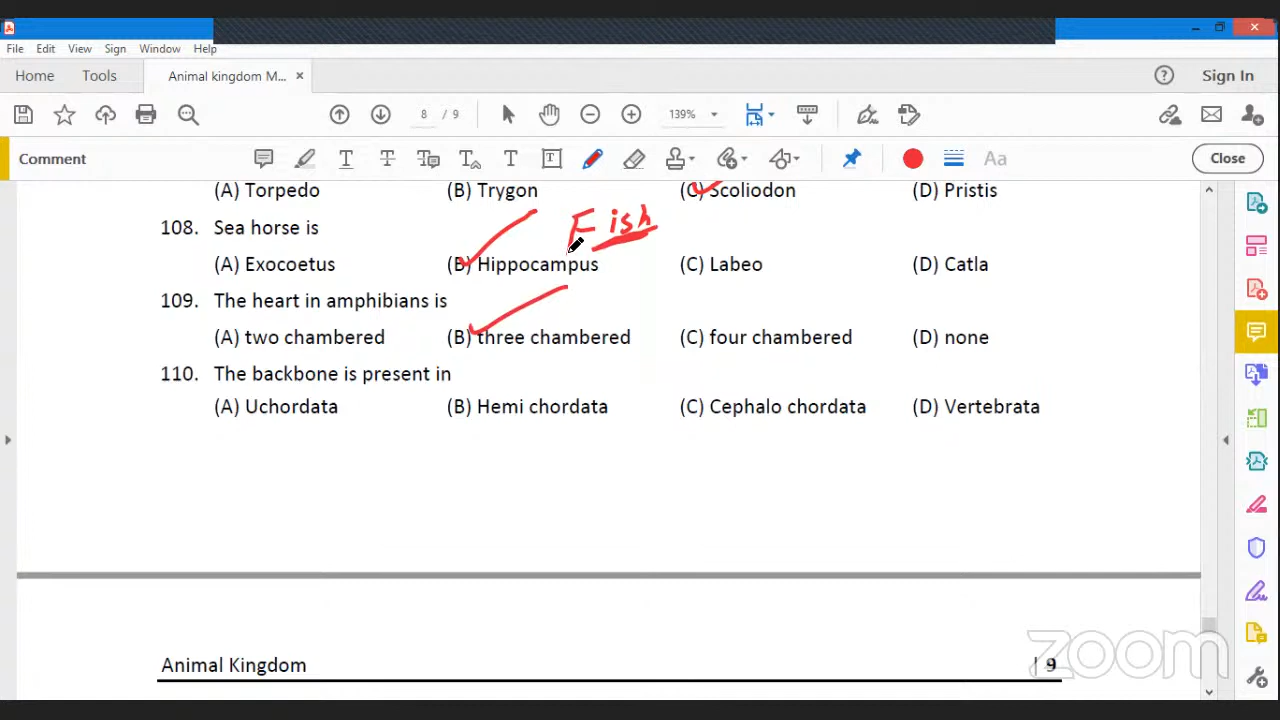 File Edit View Sign Window Help
Home Tools Animal kingdom M... × Sign In
8 / 9 139%
Comment Aa Close
(A) Torpedo (B) Trygon (C) Scoliodon (D) Pristis
108. Sea horse is
Fish
(A) Exocoetus (B) Hippocampus (C) Labeo (D) Catla
109. The heart in amphibians is
(A) two chambered (B) three chambered (C) four chambered (D) none
110. The backbone is present in
(A) Uchordata (B) Hemi chordata (C) Cephalo chordata (D) Vertebrata
zoom
Animal Kingdom | 9